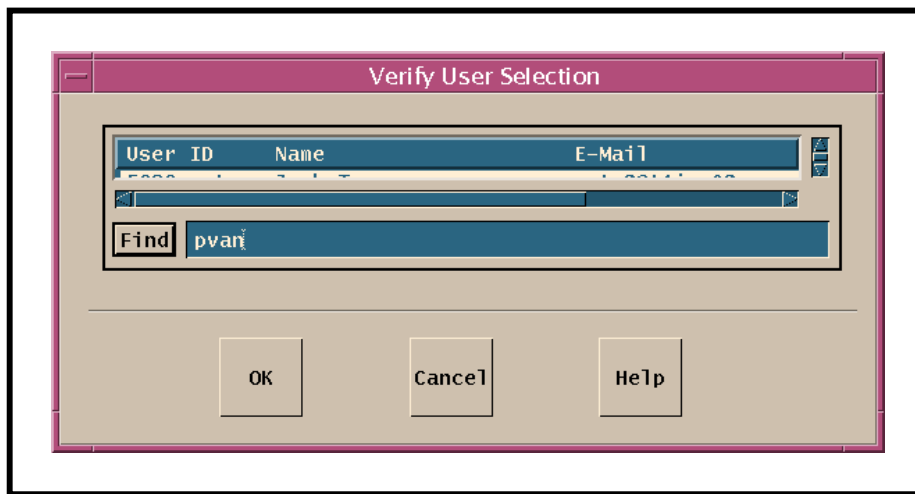 Verify User Selection
User ID Name E-Mail
Find pvan
OK Cancel Help